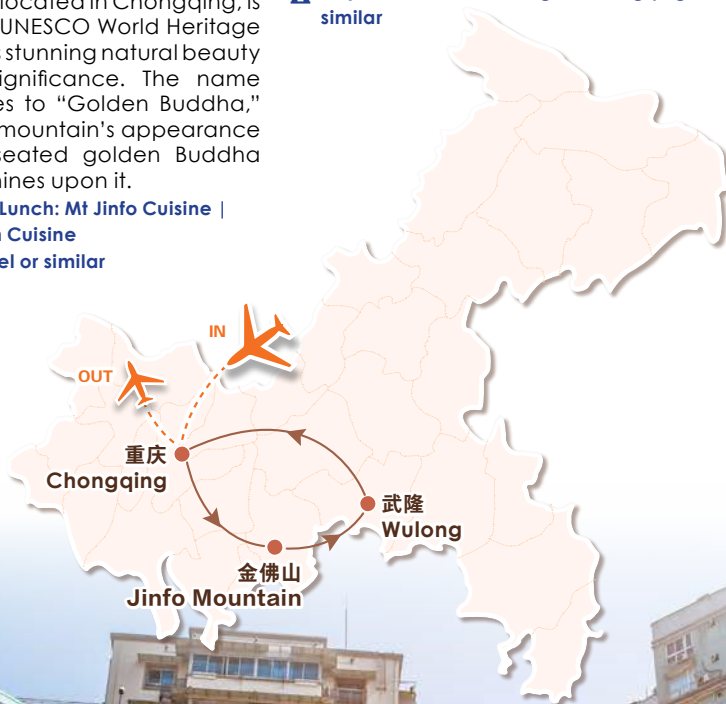 located in Chongqing, is
UNESCO World Heritage
stunning natural beauty
ignificance. The name
es to “Golden Buddha,”
mountain’s appearance
seated golden Buddha
ines upon it.
Lunch: Mt Jinfo Cuisine |
Cuisine
el or similar
similar
IN
OUT
重庆
Chongqing
武隆
Wulong
金佛山
Jinfo Mountain